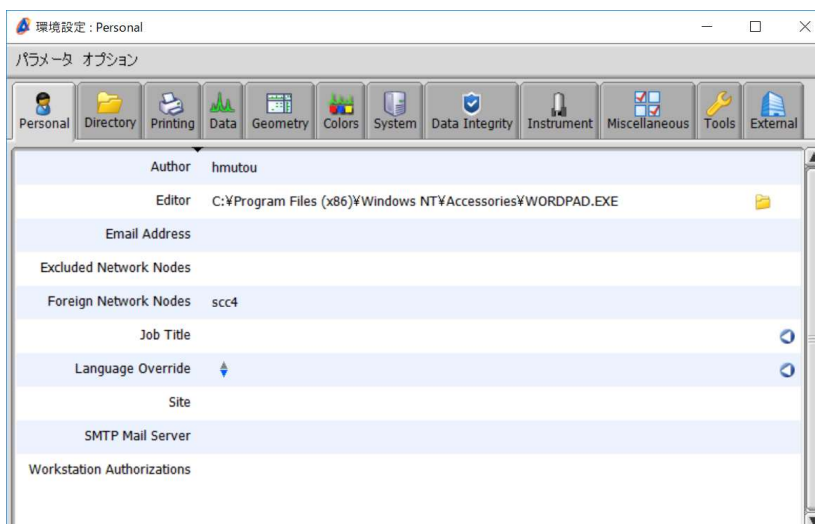 環境設定 : Personal
パラメータ オプション
Personal Directory Printing Data Geometry Colors System Data Integrity Instrument Miscellaneous Tools External
Author hmutou
Editor C:¥Program Files (x86)¥Windows NT¥Accessories¥WORDPAD.EXE
Email Address
Excluded Network Nodes
Foreign Network Nodes scc4
Job Title
Language Override
Site
SMTP Mail Server
Workstation Authorizations